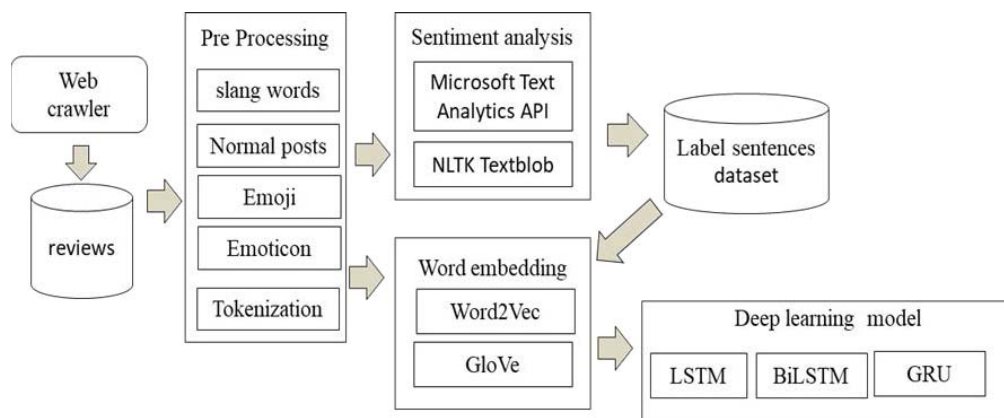 Web
crawler
reviews
Pre Processing
slang words
Normal posts
Emoji
Emoticon
Tokenization
Sentiment analysis
Microsoft Text
Analytics API
NLTK Textblob
Label sentences
dataset
Word embedding
Word2Vec
GloVe
Deep learning model
LSTM
BiLSTM
GRU